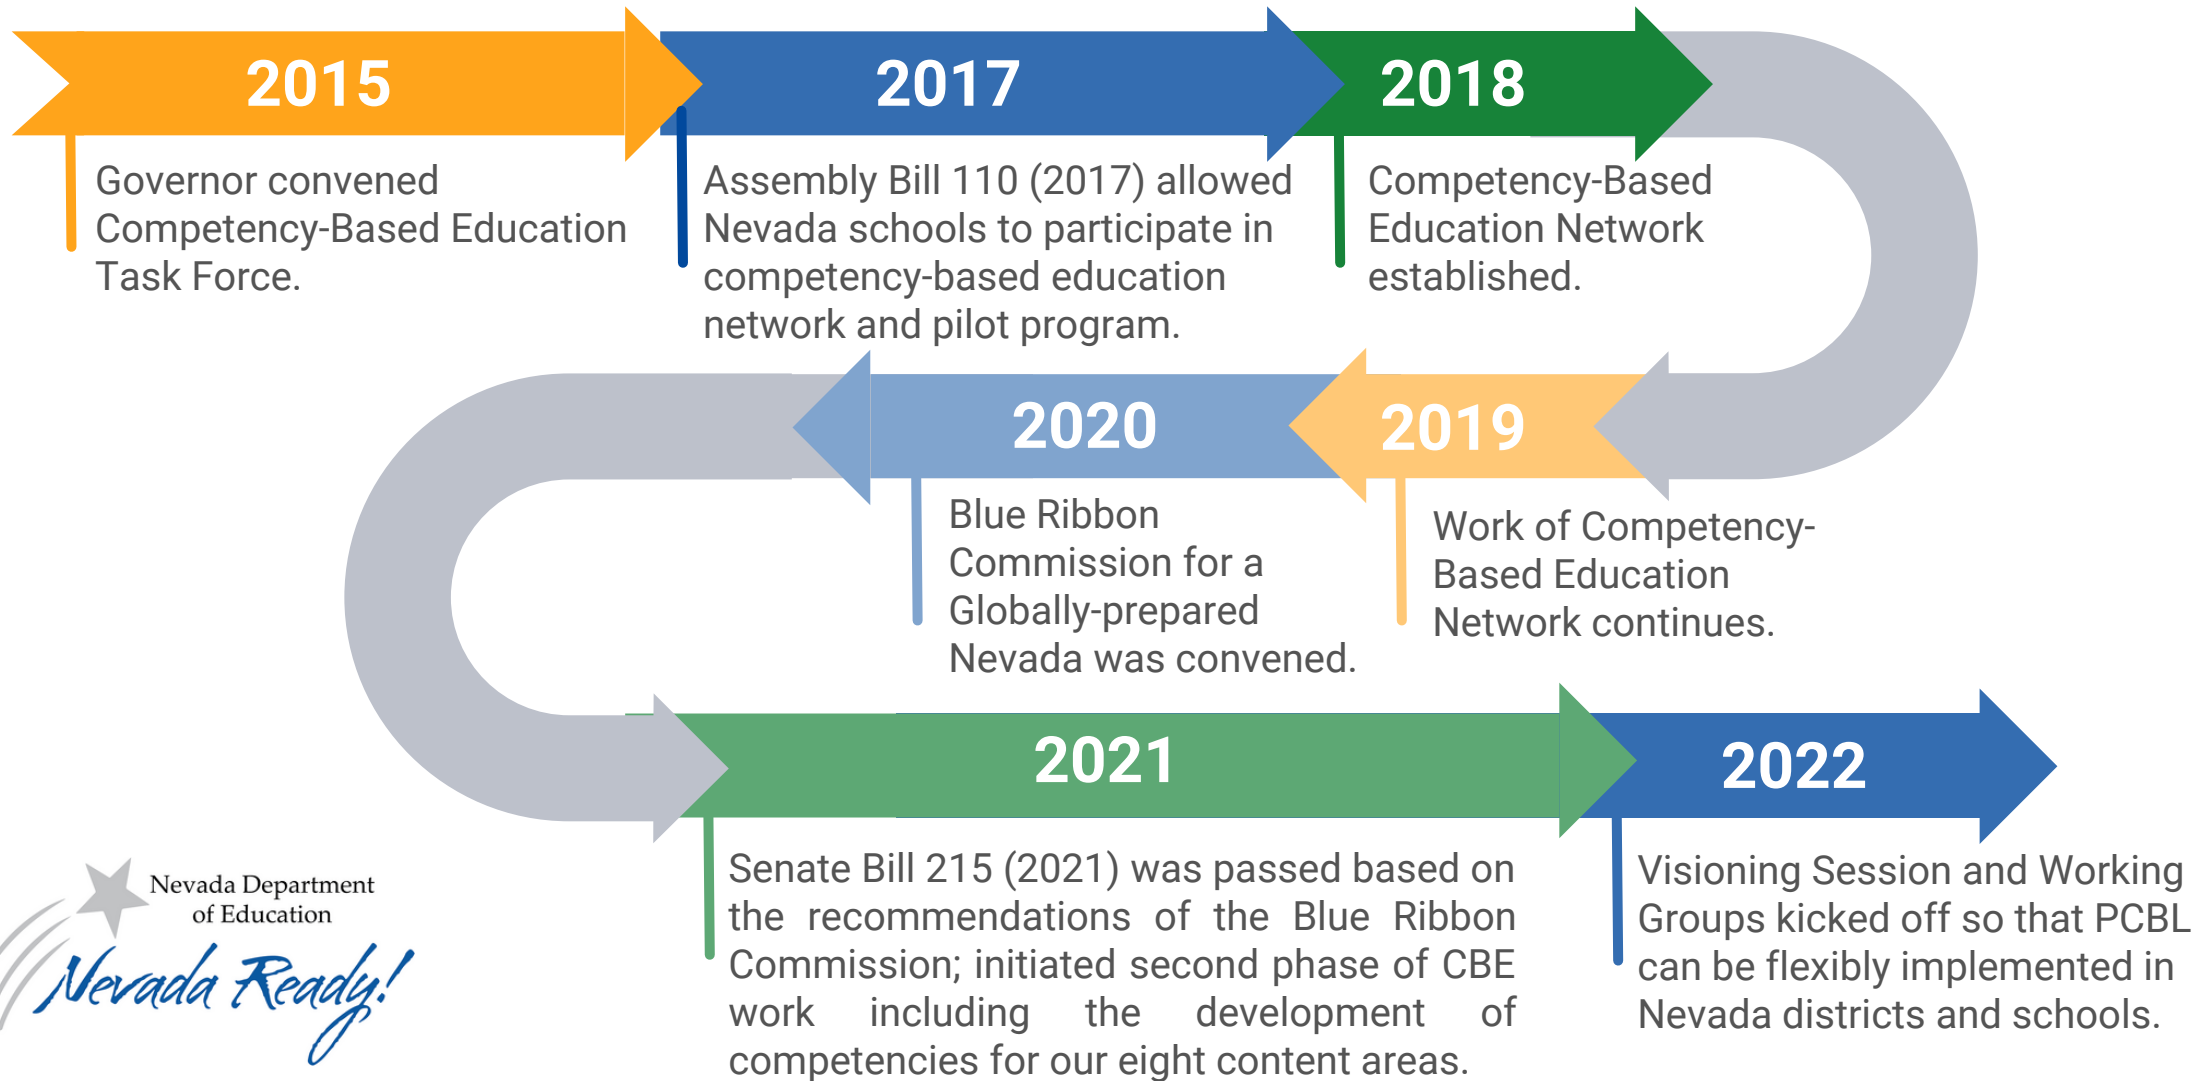 2015
Governor convened
Competency-Based Education
Task Force.
2017
Assembly Bill 110 (2017) allowed
Nevada schools to participate in
competency-based education
network and pilot program.
2018
Competency-Based
Education Network
established.
2019
Work of Competency-
Based Education
Network continues.
2020
Blue Ribbon
Commission for a
Globally-prepared
Nevada was convened.
2021
Senate Bill 215 (2021) was passed based on
the recommendations of the Blue Ribbon
Commission; initiated second phase of CBE
work including the development of
competencies for our eight content areas.
2022
Visioning Session and Working
Groups kicked off so that PCBL
can be flexibly implemented in
Nevada districts and schools.
Nevada Department
of Education
Nevada Ready!